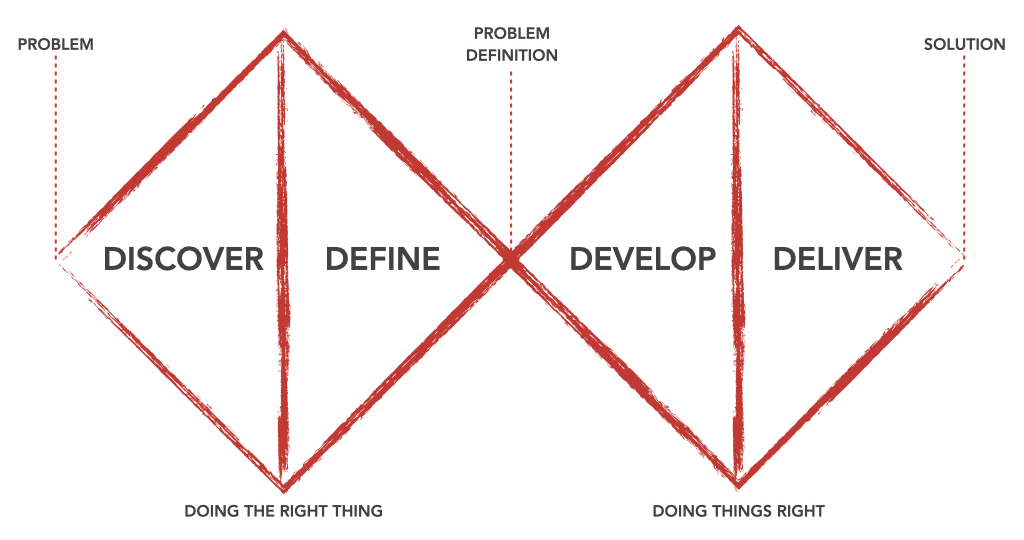 PROBLEM
PROBLEM
DEFINITION
SOLUTION
DISCOVER
DEFINE
DEVELOP
DELIVER
DOING THE RIGHT THING
DOING THINGS RIGHT